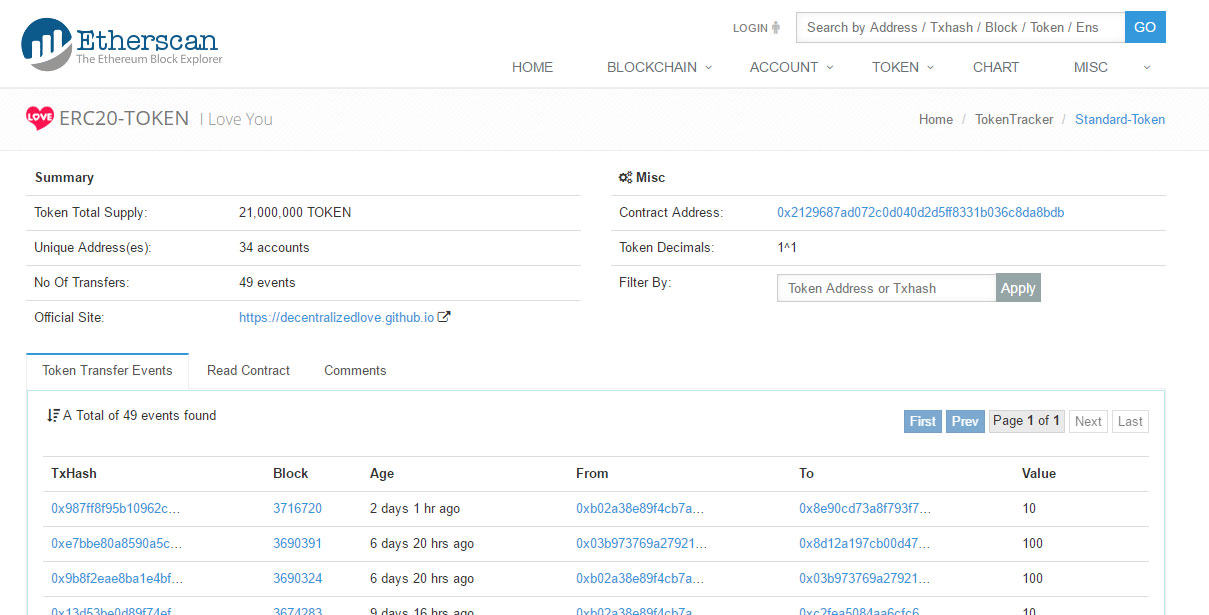 Etherscan
The Ethereum Block Explorer
LOGIN
Search by Address / Txhash / Block / Token / Ens
GO
HOME BLOCKCHAIN ACCOUNT TOKEN CHART MISC
LOVE ERC20-TOKEN | I Love You
Home / TokenTracker / Standard-Token
Summary
Token Total Supply: 21,000,000 TOKEN
Unique Address(es): 34 accounts
No Of Transfers: 49 events
Official Site: https://decentralizedlove.github.io
Misc
Contract Address: 0x2129687ad072c0d040d2d5ff8331b036c8da8bdb
Token Decimals: 1^1
Filter By: Token Address or Txhash Apply
Token Transfer Events Read Contract Comments
A Total of 49 events found
First Prev Page 1 of 1 Next Last
TxHash Block Age From To Value
0x987ff8f95b10962c... 3716720 2 days 1 hr ago 0xb02a38e89f4cb7a... 0x8e90cd73a8f793f7... 10
0xe7bbe80a8590a5c... 3690391 6 days 20 hrs ago 0x03b973769a27921... 0x8d12a197cb00d47... 100
0x9b8f2eae8ba1e4bf... 3690324 6 days 20 hrs ago 0xb02a38e89f4cb7a... 0x03b973769a27921... 100
0x13d53be0d89f74ef... 3674283 9 days 16 hrs ago 0xb02a38e89f4cb7a... 0xc2fea5084aa6cfc6... 10